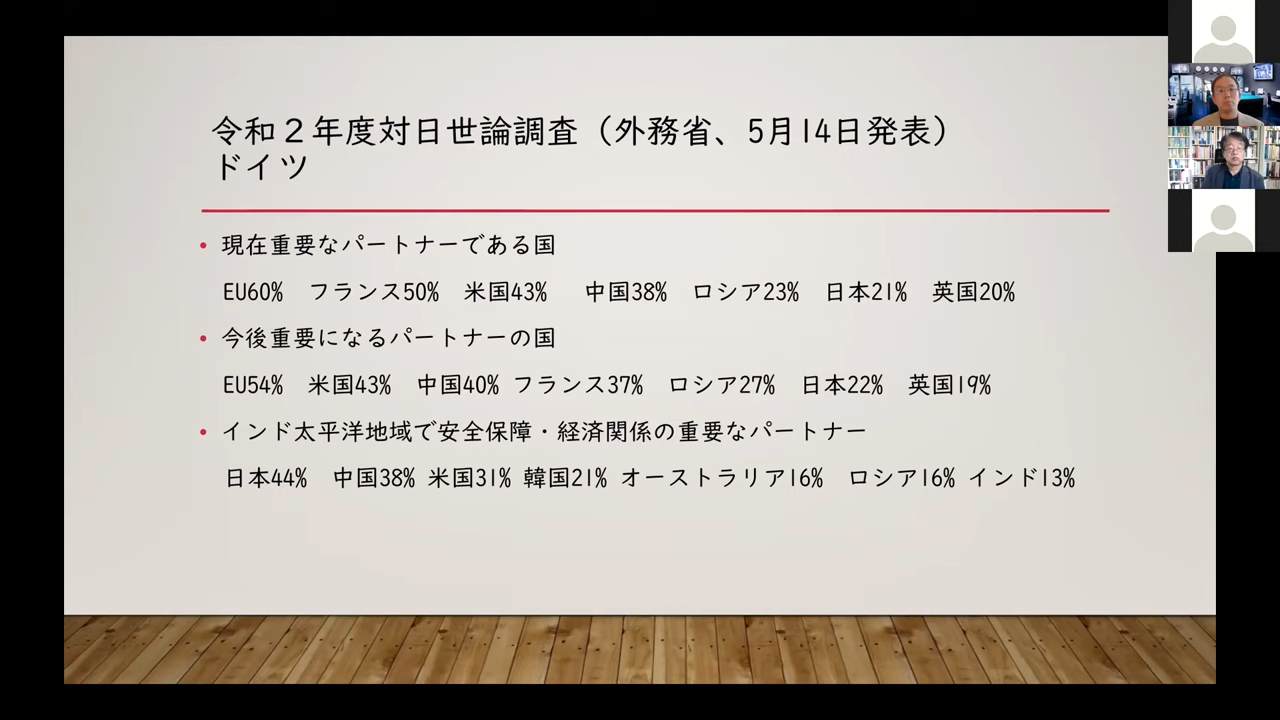 令和２年度対日世論調査（外務省、5月14日発表）
ドイツ
• 現在重要なパートナーである国
EU60%　フランス50%　米国43%　 中国38%　ロシア23%　日本21%　英国20%
• 今後重要になるパートナーの国
EU54%　米国43%　中国40% フランス37%　ロシア27%　日本22%　英国19%
• インド太平洋地域で安全保障・経済関係の重要なパートナー
日本44%　中国38% 米国31% 韓国21% オーストラリア16%　ロシア16% インド13%